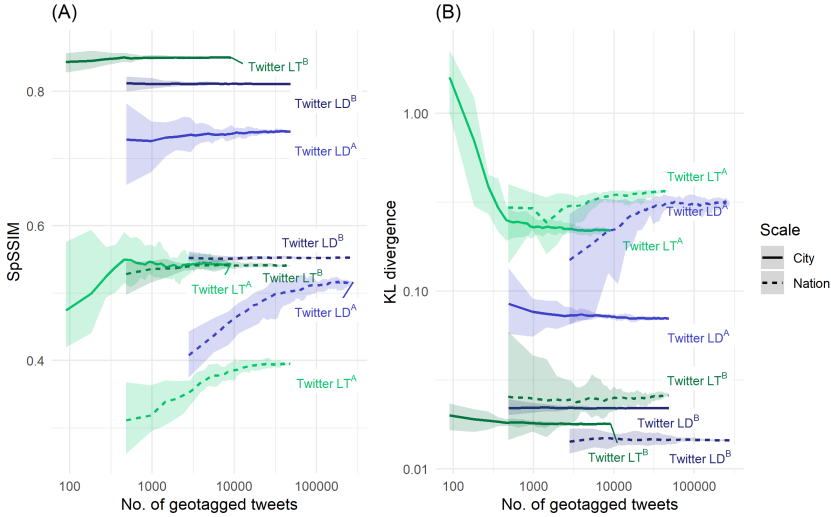 (A)
(B)
SpSSIM
0.8
0.6
0.4
Twitter LT^B
Twitter LD^B
Twitter LD^A
Twitter LD^B
Twitter LT^B
Twitter LT^A
Twitter LD^A
Twitter LT^A
100
1000
10000
100000
No. of geotagged tweets
KL divergence
1.00
0.10
0.01
Twitter LT^A
Twitter LD^A
Twitter LT^A
Twitter LD^A
Twitter LT^B
Twitter LD^B
Twitter LT^B
Twitter LD^B
100
1000
10000
100000
No. of geotagged tweets
Scale
City
Nation